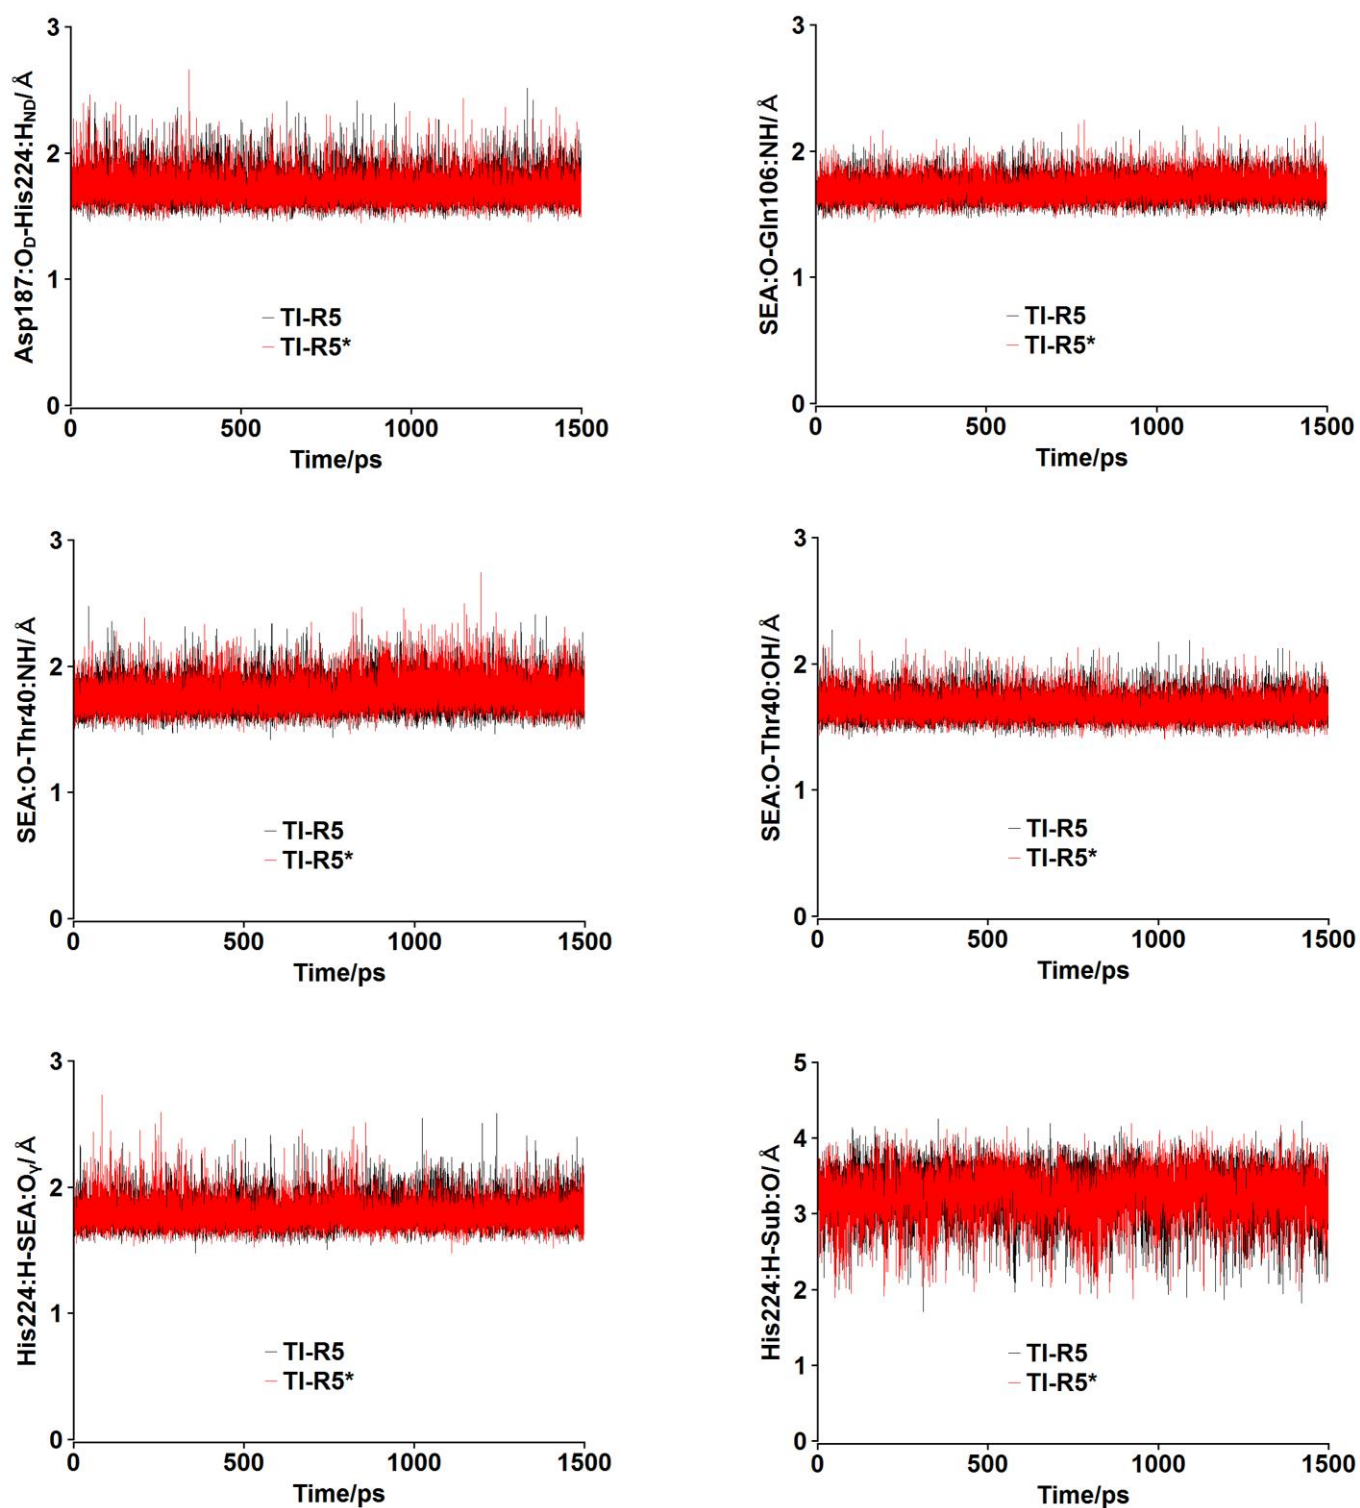 Asp187:O_D-His224:H_ND/Å
3
2
1
0
TI-R5
TI-R5*
0 500 1000 1500
Time/ps
SEA:O-Gln106:NH/Å
3
2
1
0
TI-R5
TI-R5*
0 500 1000 1500
Time/ps
SEA:O-Thr40:NH/Å
3
2
1
0
TI-R5
TI-R5*
0 500 1000 1500
Time/ps
SEA:O-Thr40:OH/Å
3
2
1
0
TI-R5
TI-R5*
0 500 1000 1500
Time/ps
His224:H-SEA:Oγ/Å
3
2
1
0
TI-R5
TI-R5*
0 500 1000 1500
Time/ps
His224:H-Sub:O/Å
5
4
3
2
1
0
TI-R5
TI-R5*
0 500 1000 1500
Time/ps